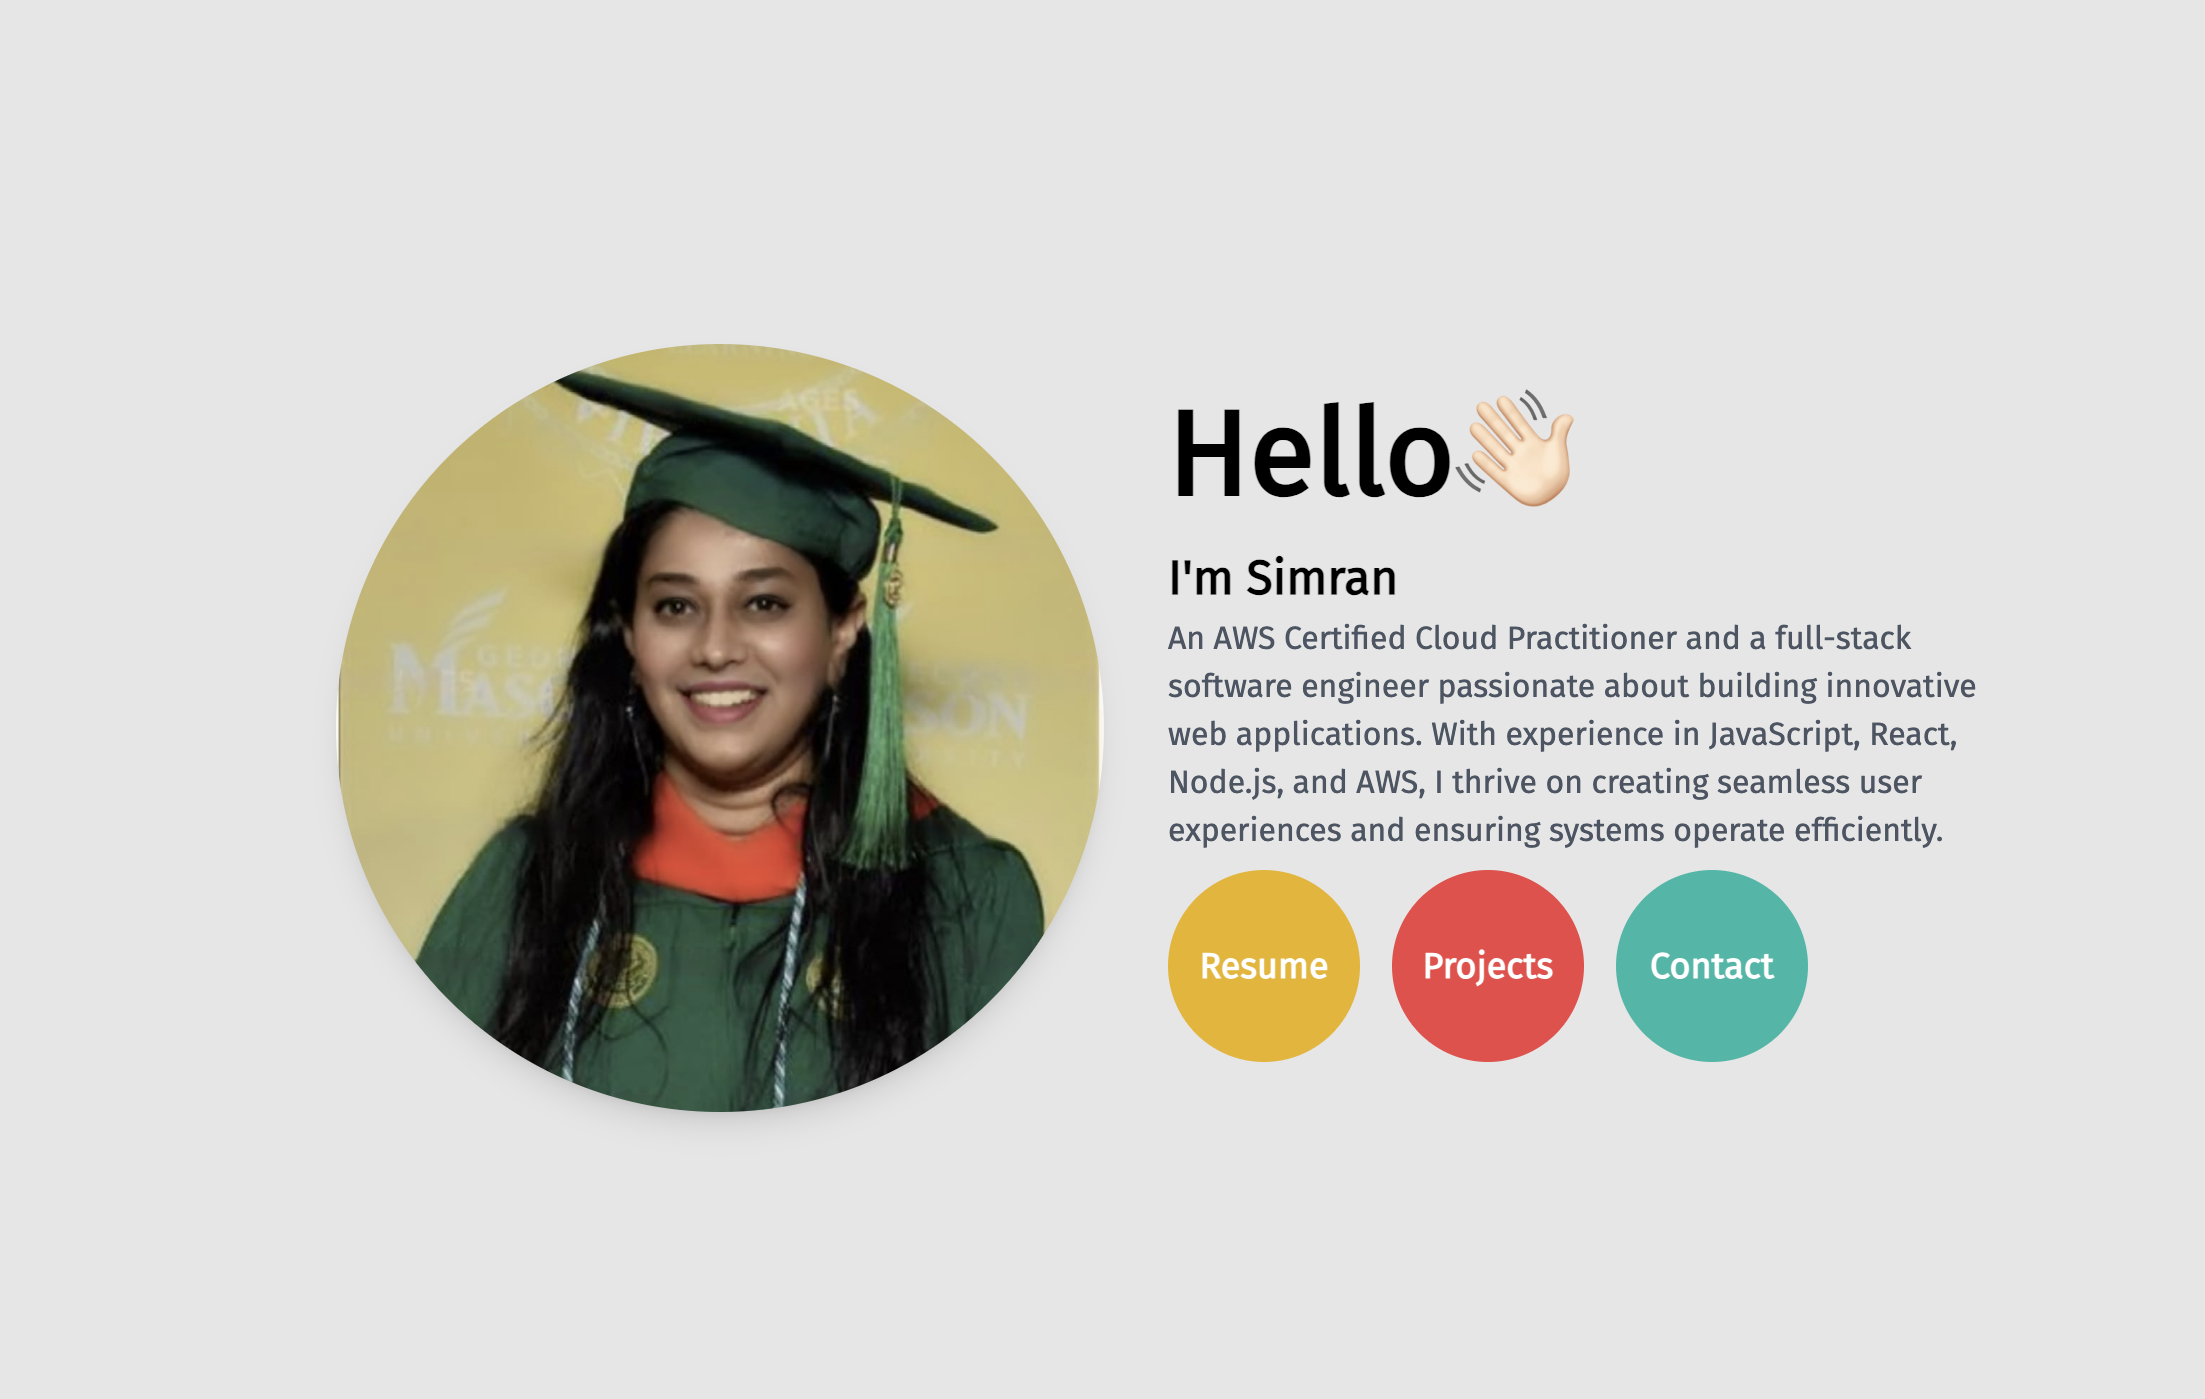 Hello👋🏻
I'm Simran
An AWS Certified Cloud Practitioner and a full-stack
software engineer passionate about building innovative
web applications. With experience in JavaScript, React,
Node.js, and AWS, I thrive on creating seamless user
experiences and ensuring systems operate efficiently.
Resume
Projects
Contact
AGES
MASON